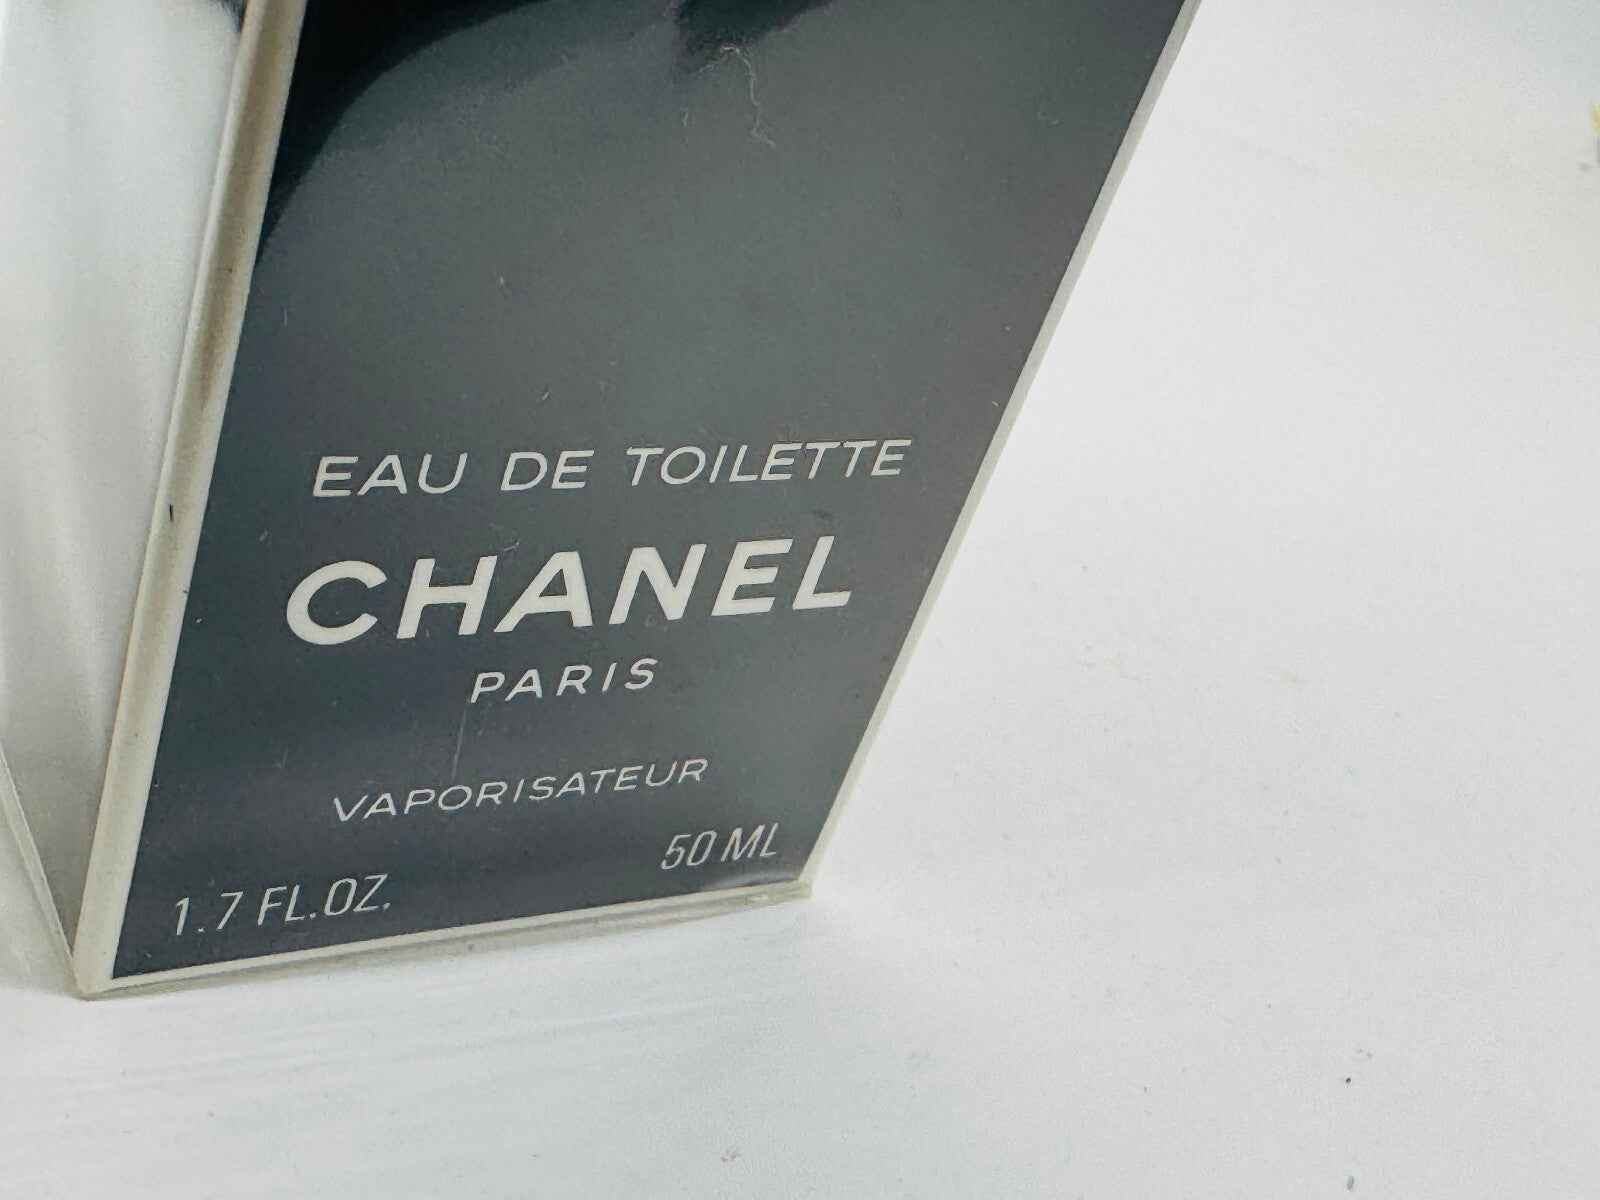 EAU DE TOILETTE
CHANEL
PARIS
VAPORISATEUR
1.7 FL.OZ. 50 ML